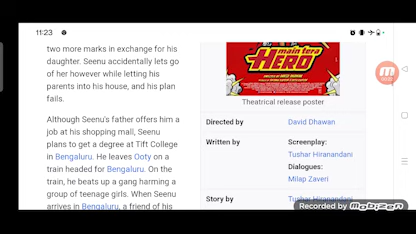 11:23
two more marks in exchange for his
daughter. Seenu accidentally lets go
of her however while letting his
parents into his house, and his plan
fails.
Although Seenu's father offers him a
job at his shopping mall, Seenu
plans to get a degree at Tift College
in Bengaluru. He leaves Ooty on a
train headed for Bengaluru. On the
train, he beats up a gang harming a
group of teenage girls. When Seenu
arrives in Bengaluru, a friend of his
main tera
HERO
Theatrical release poster
Directed by
David Dhawan
Written by
Screenplay:
Tushar Hiranandani
Dialogues:
Milap Zaveri
Story by
Tushar Hiranandani
Recorded by Mobizen